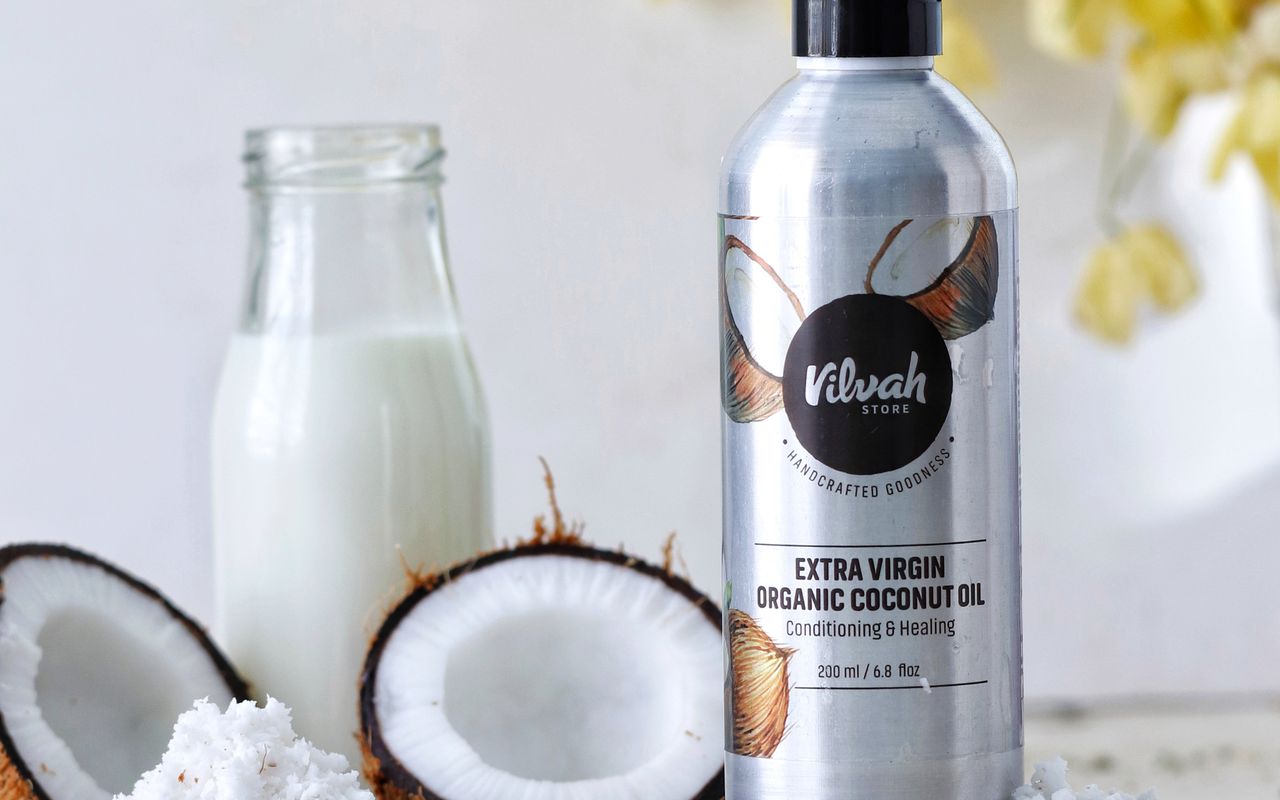 Vilvah
STORE
• HANDCRAFTED GOODNESS •
EXTRA VIRGIN
ORGANIC COCONUT OIL
Conditioning & Healing
200 ml / 6.8 floz